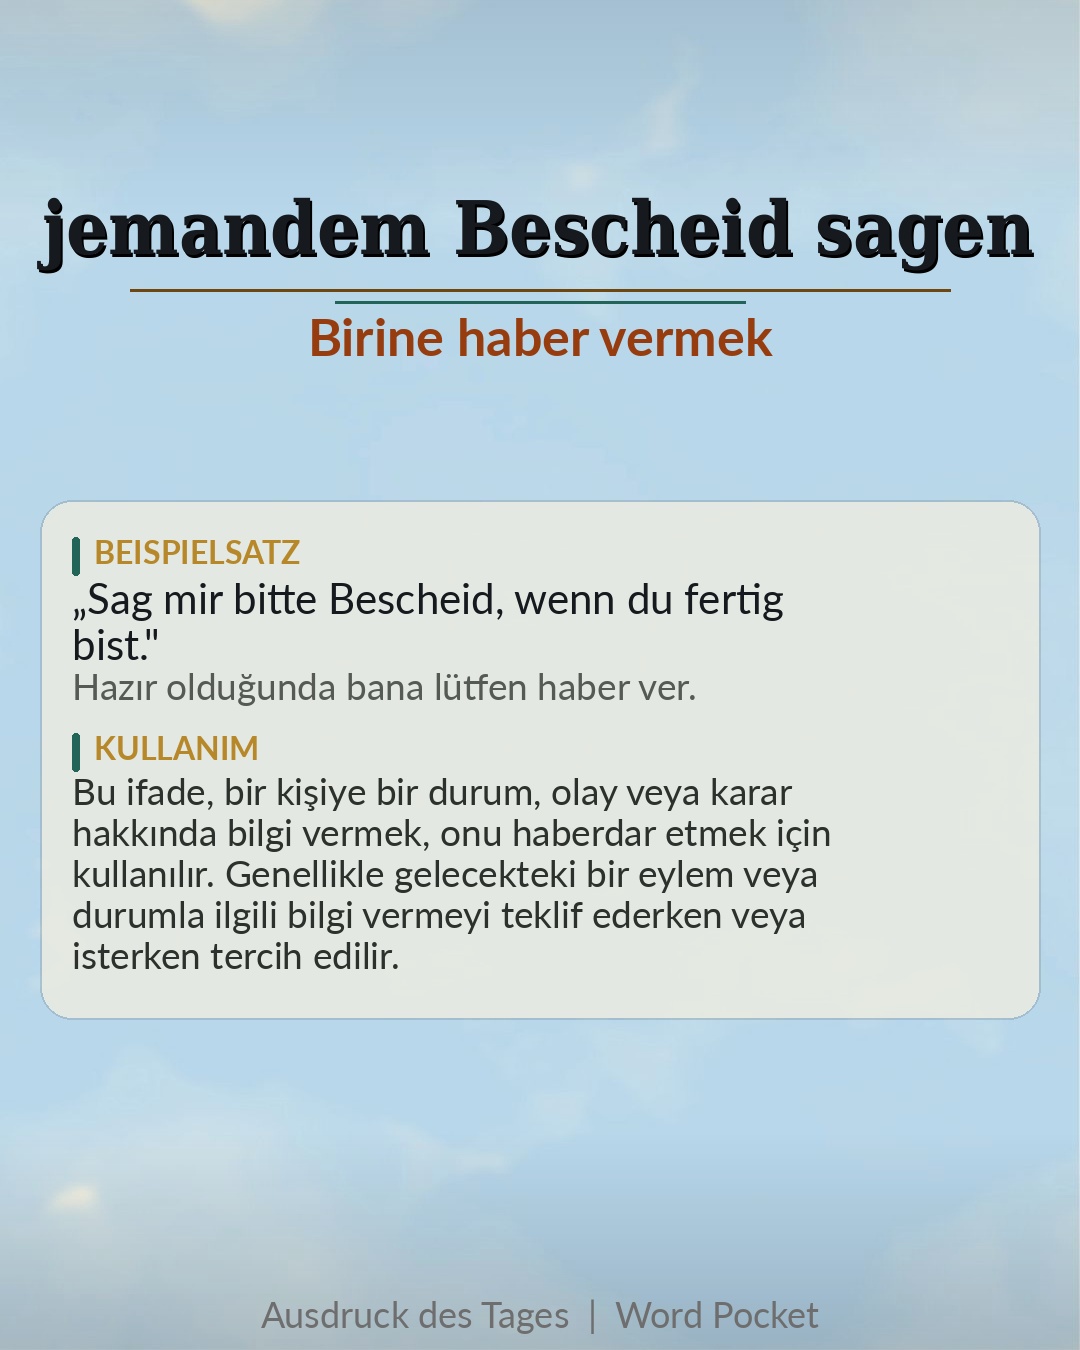 jemandem Bescheid sagen
Birine haber vermek
BEISPIELSATZ
„Sag mir bitte Bescheid, wenn du fertig
bist."
Hazır olduğunda bana lütfen haber ver.
KULLANIM
Bu ifade, bir kişiye bir durum, olay veya karar
hakkında bilgi vermek, onu haberdar etmek için
kullanılır. Genellikle gelecekteki bir eylem veya
durumla ilgili bilgi vermeyi teklif ederken veya
isterken tercih edilir.
Ausdruck des Tages | Word Pocket